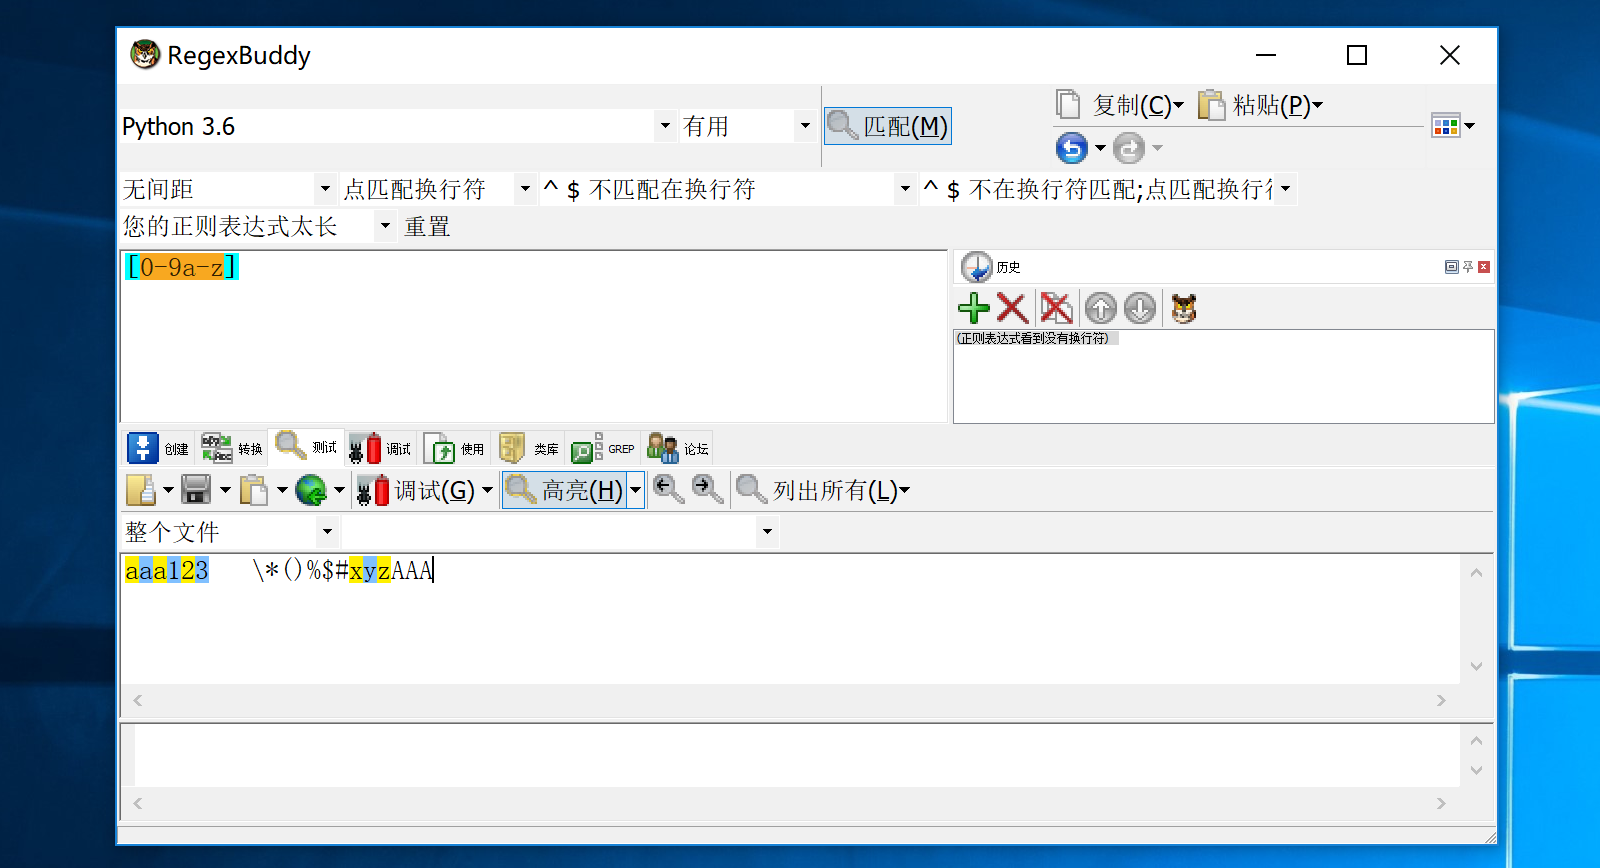 RegexBuddy
Python 3.6 有用 匹配(M) 复制(C) 粘贴(P)
无间距 点匹配换行符 ^ $ 不匹配在换行符 ^ $ 不在换行符匹配;点匹配换行
您的正则表达式太长 重置
[0-9a-z]
历史
(正则表达式看到没有换行符)
创建 转换 测试 调试 使用 类库 GREP 论坛
调试(G) 高亮(H) 列出所有(L)
整个文件
aaa123 \*()%$#xyzAAA